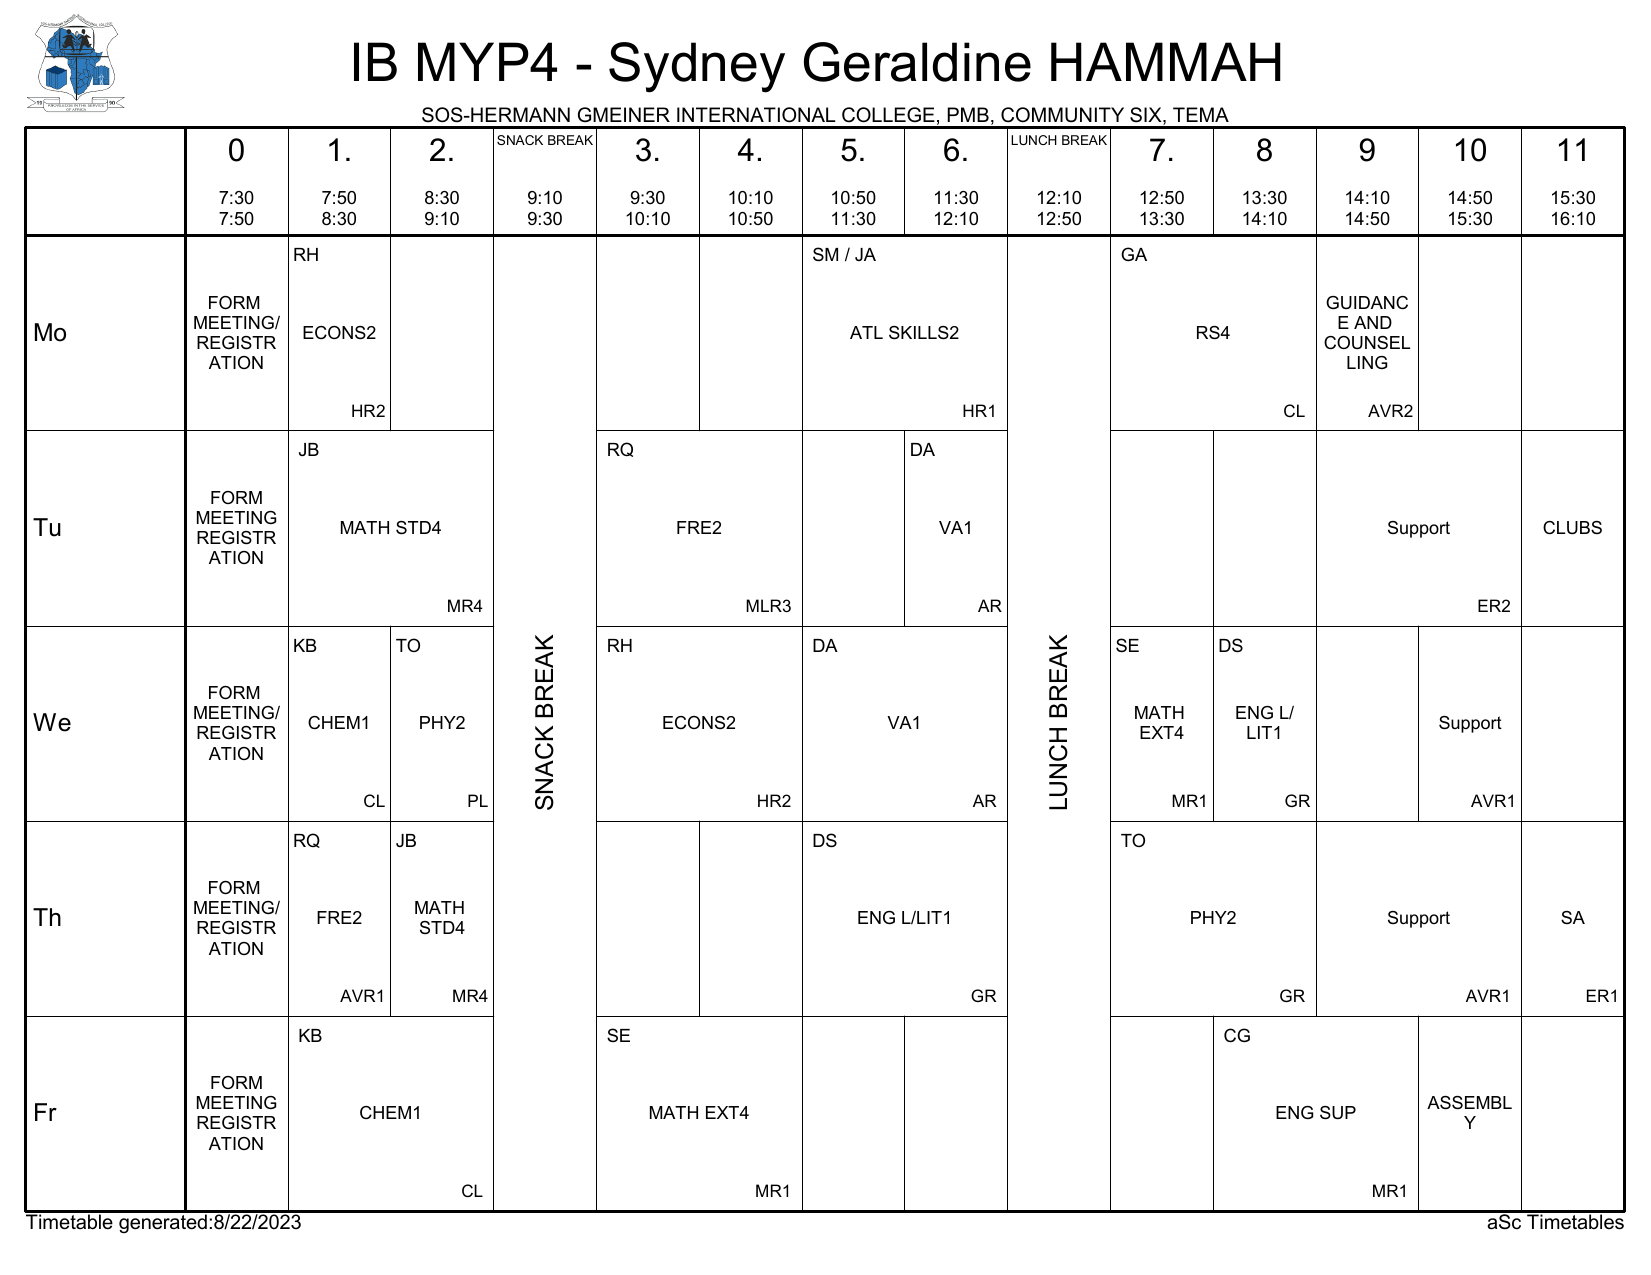 IB MYP4 - Sydney Geraldine HAMMAH
SOS-HERMANN GMEINER INTERNATIONAL COLLEGE, PMB, COMMUNITY SIX, TEMA
0 1. 2. SNACK BREAK 3. 4. 5. 6. LUNCH BREAK 7. 8 9 10 11
7:30 7:50 8:30 9:10 9:30 10:10 10:50 11:30 12:10 12:50 13:30 14:10 14:50 15:30
7:50 8:30 9:10 9:30 10:10 10:50 11:30 12:10 12:50 13:30 14:10 14:50 15:30 16:10
Mo
FORM
MEETING/
REGISTR
ATION
RH
ECONS2
HR2
SM / JA
ATL SKILLS2
HR1
GA
RS4
CL
GUIDANC
E AND
COUNSEL
LING
AVR2
Tu
FORM
MEETING
REGISTR
ATION
JB
MATH STD4
MR4
RQ
FRE2
MLR3
DA
VA1
AR
Support
ER2
CLUBS
We
FORM
MEETING/
REGISTR
ATION
KB
CHEM1
CL
TO
PHY2
PL
SNACK BREAK
RH
ECONS2
HR2
DA
VA1
AR
LUNCH BREAK
SE
MATH
EXT4
MR1
DS
ENG L/
LIT1
GR
Support
AVR1
Th
FORM
MEETING/
REGISTR
ATION
RQ
FRE2
AVR1
JB
MATH
STD4
MR4
DS
ENG L/LIT1
GR
TO
PHY2
GR
Support
AVR1
SA
ER1
Fr
FORM
MEETING
REGISTR
ATION
KB
CHEM1
CL
SE
MATH EXT4
MR1
CG
ENG SUP
MR1
ASSEMBL
Y
Timetable generated:8/22/2023
aSc Timetables